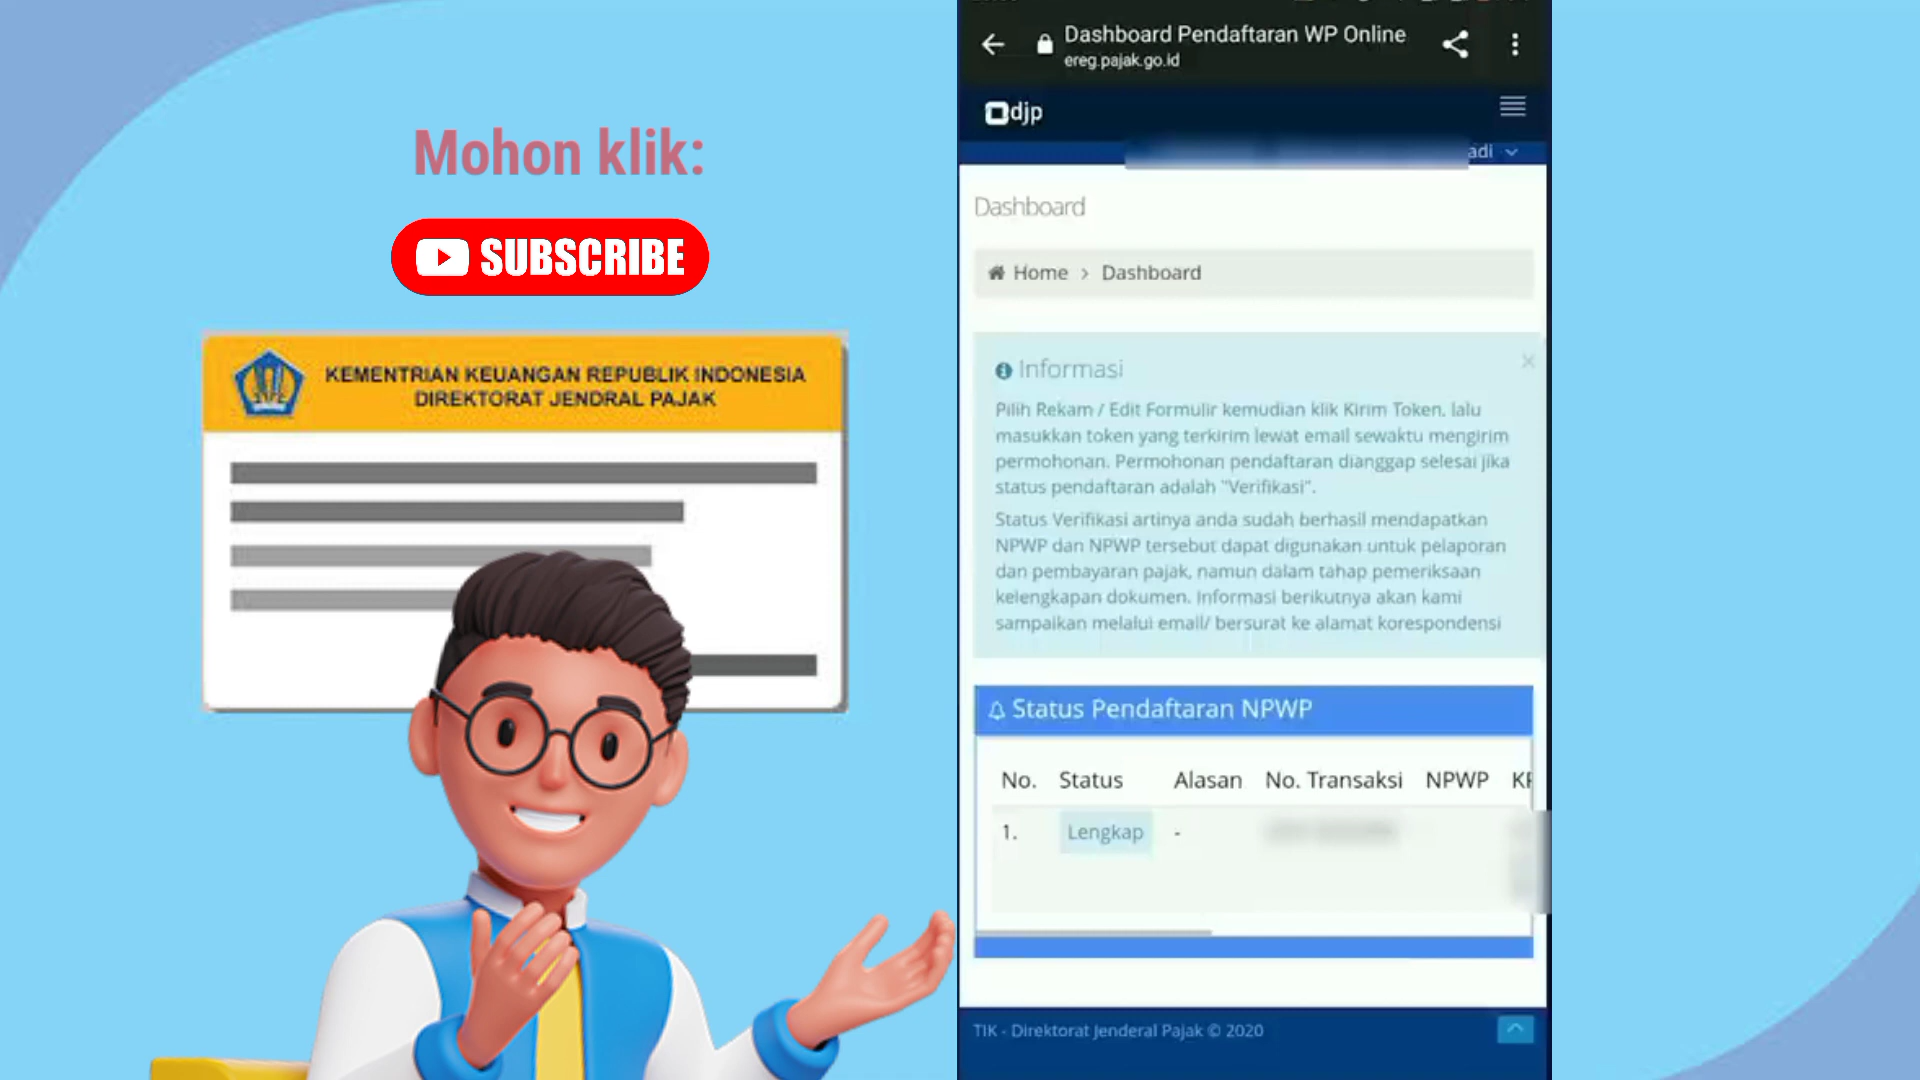 Mohon klik:
SUBSCRIBE
KEMENTRIAN KEUANGAN REPUBLIK INDONESIA
DIREKTORAT JENDRAL PAJAK
Dashboard Pendaftaran WP Online
ereg.pajak.go.id
djp
adi
Dashboard
Home > Dashboard
Informasi
Pilih Rekam / Edit Formulir kemudian klik Kirim Token, lalu
masukkan token yang terkirim lewat email sewaktu mengirim
permohonan. Permohonan pendaftaran dianggap selesai jika
status pendaftaran adalah "Verifikasi".
Status Verifikasi artinya anda sudah berhasil mendapatkan
NPWP dan NPWP tersebut dapat digunakan untuk pelaporan
dan pembayaran pajak, namun dalam tahap pemeriksaan
kelengkapan dokumen. Informasi berikutnya akan kami
sampaikan melalui email/ bersurat ke alamat korespondensi
Status Pendaftaran NPWP
No. Status Alasan No. Transaksi NPWP
1. Lengkap -
TIK - Direktorat Jenderal Pajak © 2020